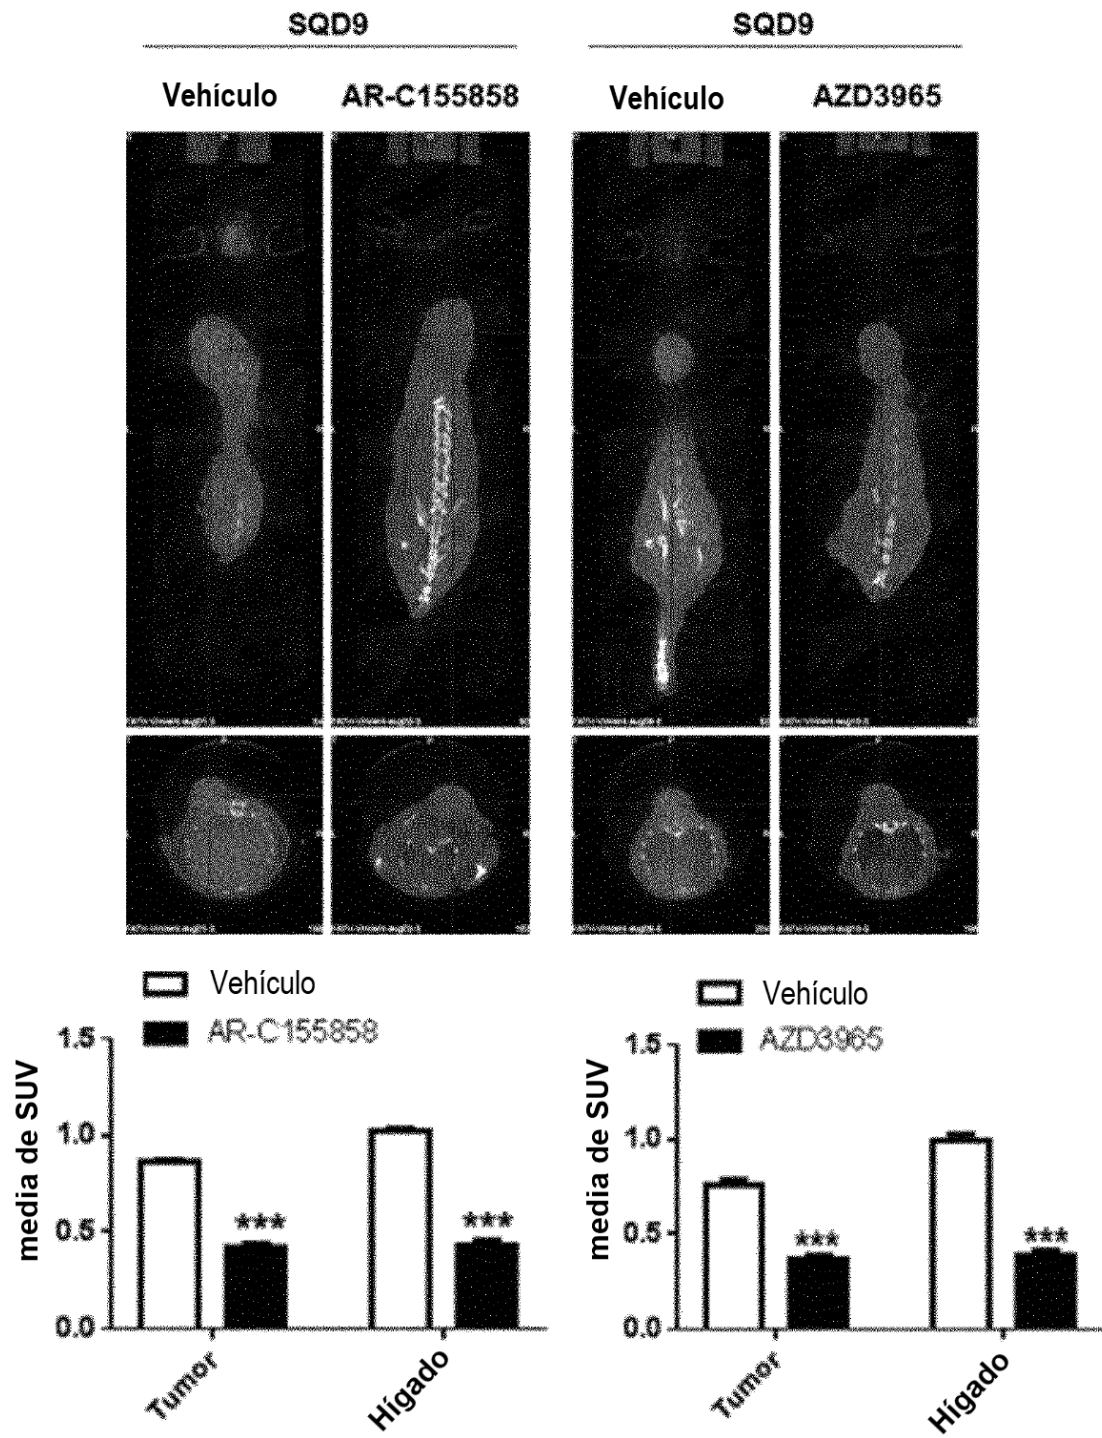 SQD9 SQD9
Vehículo AR-C155858 Vehículo AZD3965
Vehículo
AR-C155858
1.5
1.0
0.5
0.0
media de SUV
***
***
Tumor
Hígado
Vehículo
AZD3965
1.5
1.0
0.5
0.0
media de SUV
***
***
Tumor
Hígado